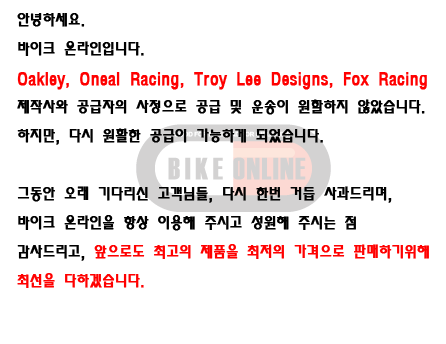 안녕하세요.
바이크 온라인입니다.
Oakley, Oneal Racing, Troy Lee Designs, Fox Racing
제작사와 공급자의 사정으로 공급 및 운송이 원할하지 않았습니다.
하지만, 다시 원활한 공급이 가능하게 되었습니다.
BIKE ONLINE
그동안 오래 기다리신 고객님들, 다시 한번 거듭 사과드리며,
바이크 온라인을 항상 이용해 주시고 성원해 주시는 점
감사드리고, 앞으로도 최고의 제품을 최저의 가격으로 판매하기위해
최선을 다하겠습니다.